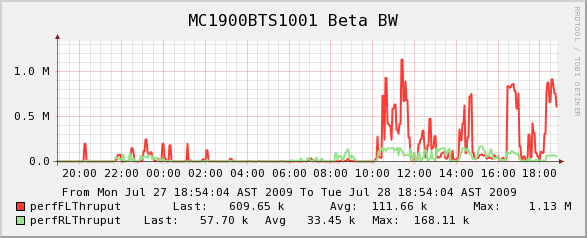 MC1900BTS1001 Beta BW
RRDTOOL / TOBI OETIKER
1.0 M
0.5 M
0.0
20:00 22:00 00:00 02:00 04:00 06:00 08:00 10:00 12:00 14:00 16:00 18:00
From Mon Jul 27 18:54:04 AST 2009 To Tue Jul 28 18:54:04 AST 2009
perfFLThruput Last: 609.65 k Avg: 111.66 k Max: 1.13 M
perfRLThruput Last: 57.70 k Avg 33.45 k Max: 168.11 k